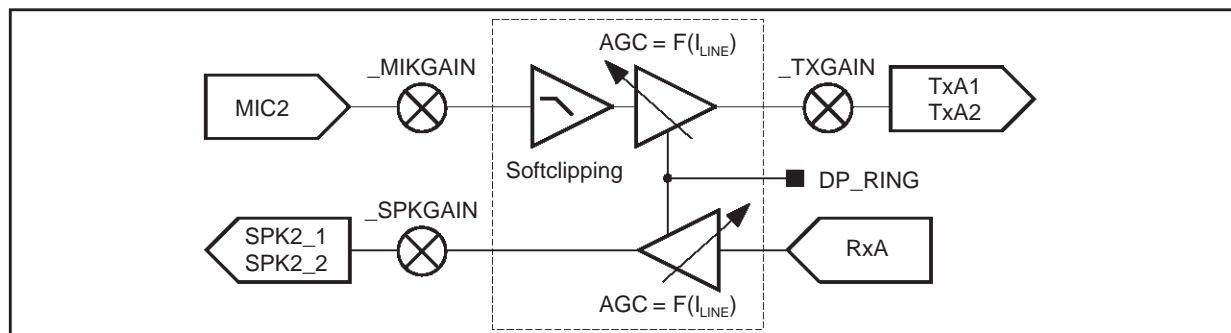 AGC = F(I_LINE)
_MIKGAIN
_TXGAIN
MIC2
TxA1
TxA2
Softclipping
DP_RING
_SPKGAIN
SPK2_1
SPK2_2
RxA
AGC = F(I_LINE)